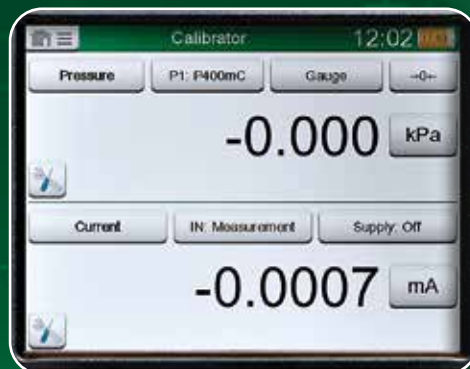 Calibrator 12:02
Pressure P1: P400mC Gauge →0←
-0.000 kPa
Current IN: Measurement Supply: Off
-0.0007 mA